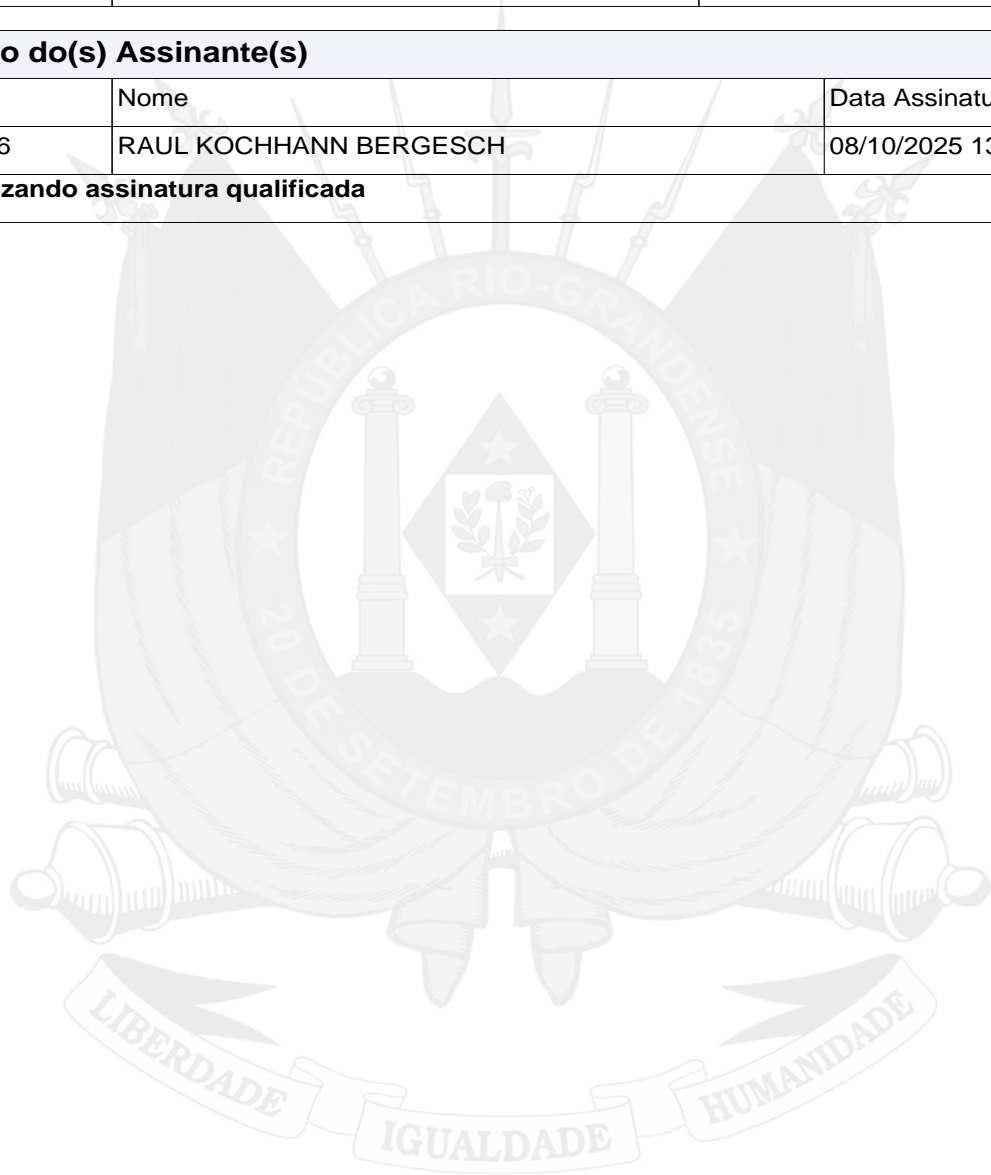 o do(s) Assinante(s)
Nome Data Assinatu
6 RAUL KOCHHANN BERGESCH 08/10/2025 13
zando assinatura qualificada
REPÚBLICA RIO-GRANDENSE
20 DE SETEMBRO DE 1835
LIBERDADE IGUALDADE HUMANIDADE